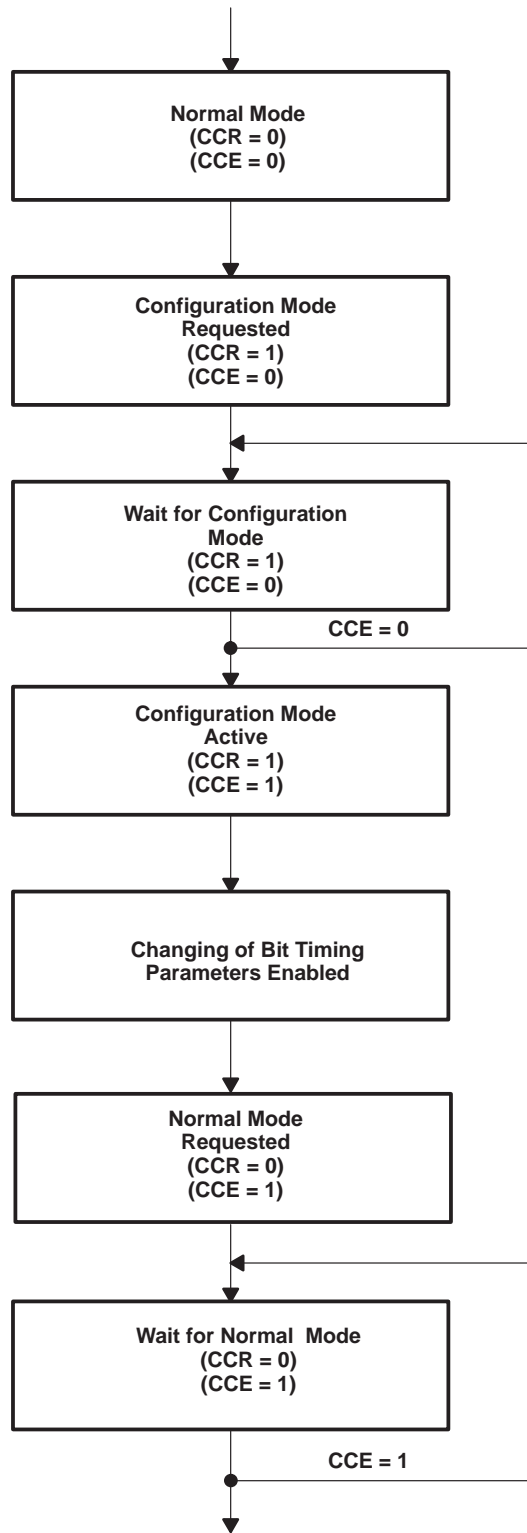 Normal Mode
(CCR = 0)
(CCE = 0)
Configuration Mode
Requested
(CCR = 1)
(CCE = 0)
Wait for Configuration
Mode
(CCR = 1)
(CCE = 0)
CCE = 0
Configuration Mode
Active
(CCR = 1)
(CCE = 1)
Changing of Bit Timing
Parameters Enabled
Normal Mode
Requested
(CCR = 0)
(CCE = 1)
Wait for Normal Mode
(CCR = 0)
(CCE = 1)
CCE = 1